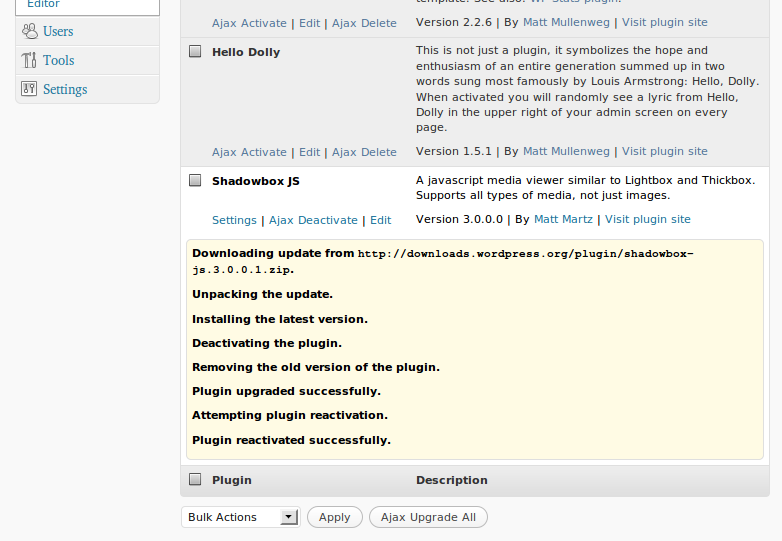 Editor
Users
Tools
Settings
template. See also: WP Stats plugin.
Ajax Activate | Edit | Ajax Delete
Version 2.2.6 | By Matt Mullenweg | Visit plugin site
Hello Dolly
This is not just a plugin, it symbolizes the hope and
enthusiasm of an entire generation summed up in two
words sung most famously by Louis Armstrong: Hello, Dolly.
When activated you will randomly see a lyric from Hello,
Dolly in the upper right of your admin screen on every
page.
Ajax Activate | Edit | Ajax Delete
Version 1.5.1 | By Matt Mullenweg | Visit plugin site
Shadowbox JS
A javascript media viewer similar to Lightbox and Thickbox.
Supports all types of media, not just images.
Settings | Ajax Deactivate | Edit
Version 3.0.0.0 | By Matt Martz | Visit plugin site
Downloading update from http://downloads.wordpress.org/plugin/shadowbox-
js.3.0.0.1.zip.
Unpacking the update.
Installing the latest version.
Deactivating the plugin.
Removing the old version of the plugin.
Plugin upgraded successfully.
Attempting plugin reactivation.
Plugin reactivated successfully.
Plugin
Description
Bulk Actions
Apply
Ajax Upgrade All